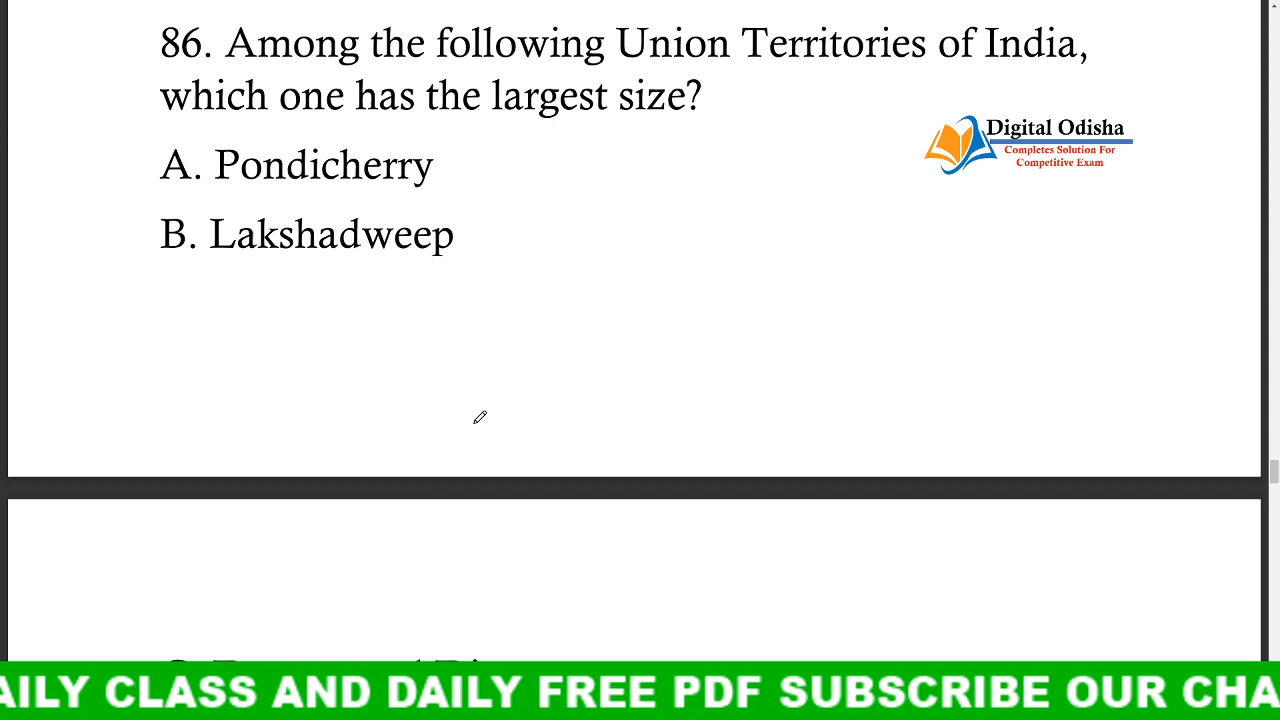 86. Among the following Union Territories of India,
which one has the largest size?
Digital Odisha
Completes Solution For
Competitive Exam
A. Pondicherry
B. Lakshadweep
AILY CLASS AND DAILY FREE PDF SUBSCRIBE OUR CHA